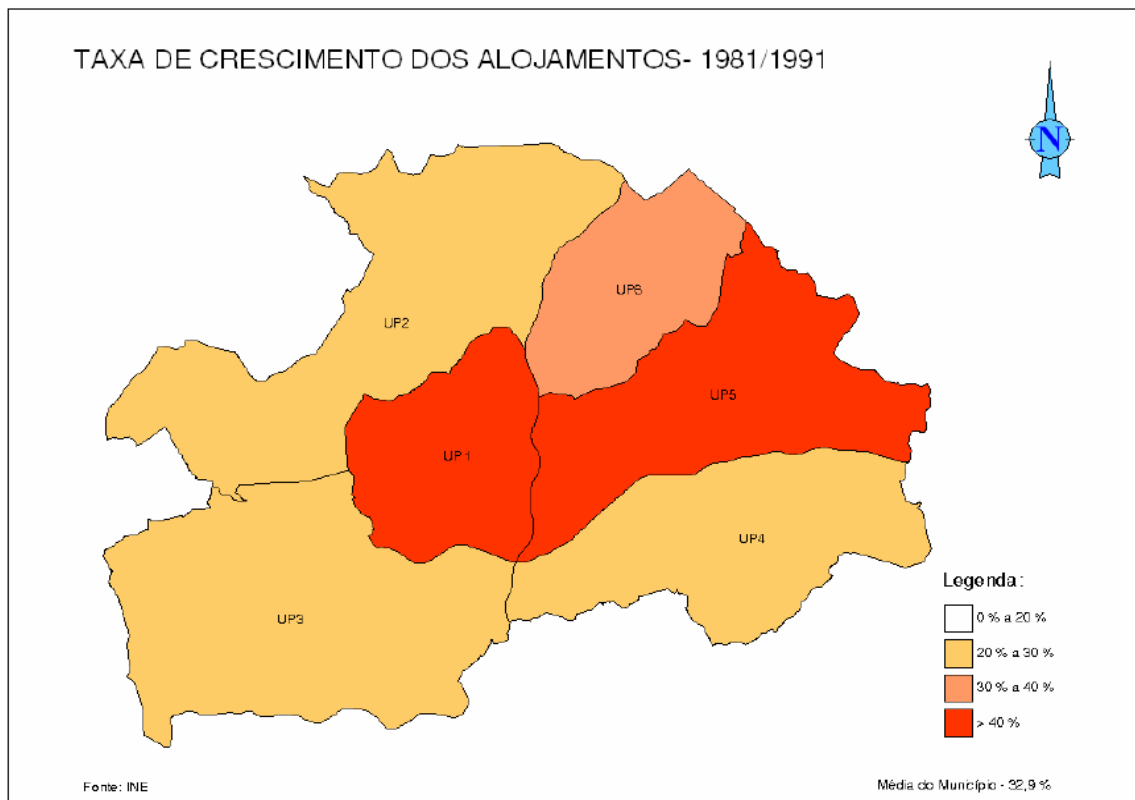 TAXA DE CRESCIMENTO DOS ALOJAMENTOS- 1981/1991
N
UP6
UP2
UP5
UP1
UP4
UP3
Legenda:
0 % a 20 %
20 % a 30 %
30 % a 40 %
> 40 %
Fonte: INE
Média do Município - 32,9 %